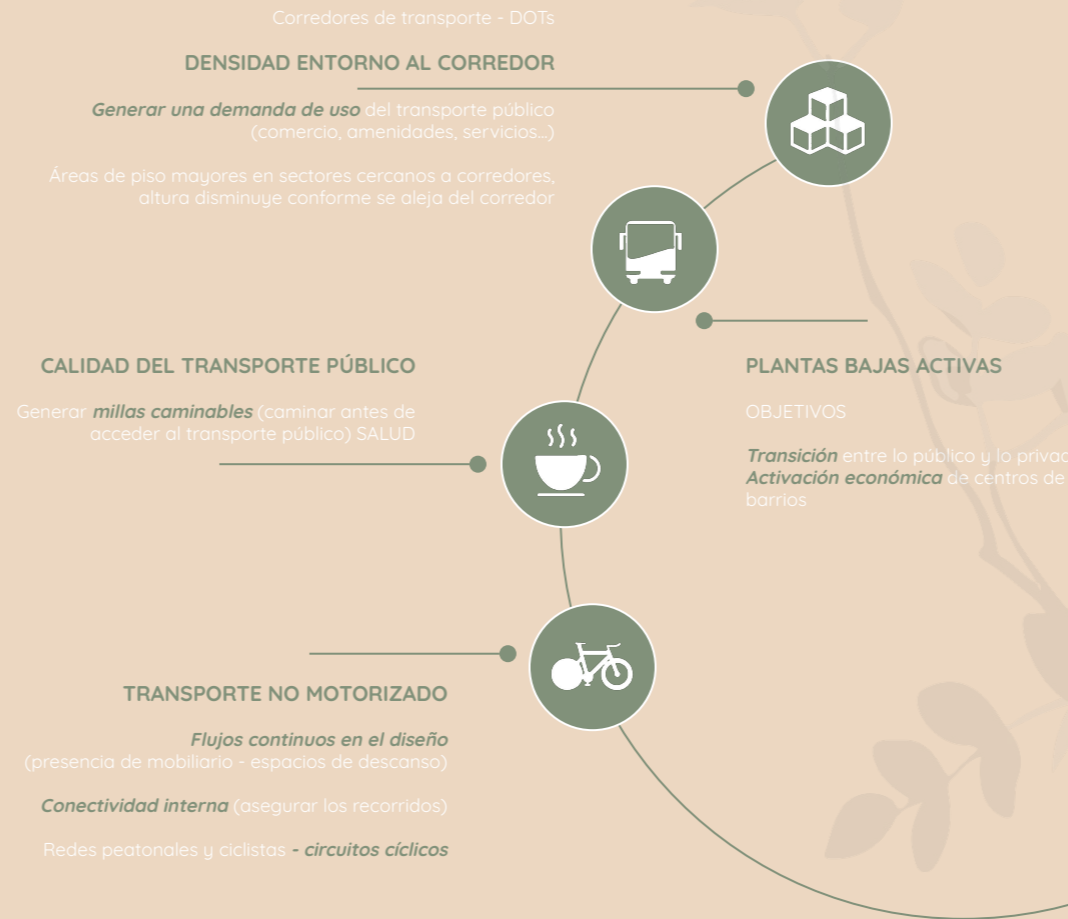 Corredores de transporte - DOTs
DENSIDAD ENTORNO AL CORREDOR
Generar una demanda de uso del transporte público
(comercio, amenidades, servicios...)
Áreas de piso mayores en sectores cercanos a corredores,
altura disminuye conforme se aleja del corredor
CALIDAD DEL TRANSPORTE PÚBLICO
Generar millas caminables (caminar antes de
acceder al transporte público) SALUD
PLANTAS BAJAS ACTIVAS
OBJETIVOS
Transición entre lo público y lo privad
Activación económica de centros de
barrios
TRANSPORTE NO MOTORIZADO
Flujos continuos en el diseño
(presencia de mobiliario - espacios de descanso)
Conectividad interna (asegurar los recorridos)
Redes peatonales y ciclistas - circuitos cíclicos